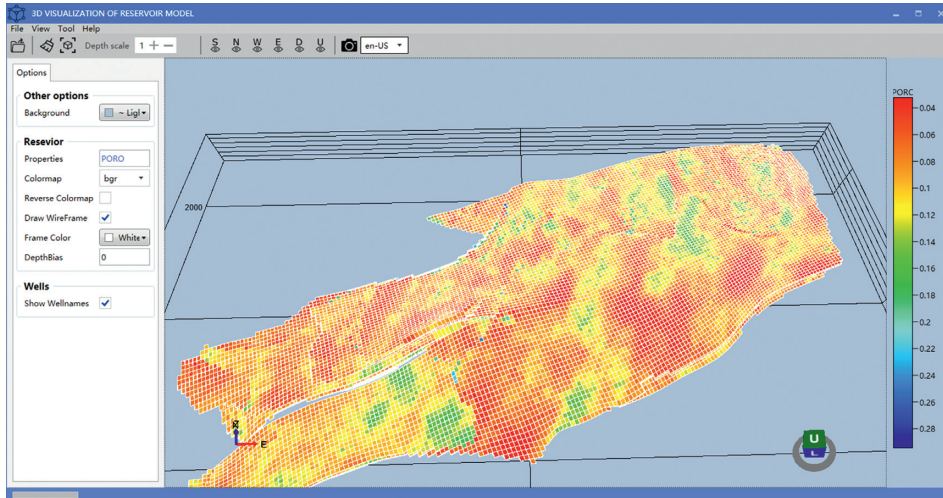 3D VISUALIZATION OF RESERVOIR MODEL
File View Tool Help
Depth scale 1 + − S N W E D U en-US
Options
Other options
Background ~ Ligl
Resevior
Properties PORO
Colormap bgr
Reverse Colormap
Draw WireFrame
Frame Color White
DepthBias 0
Wells
Show Wellnames
2000
E
U
L
PORC
0.04
0.06
0.08
0.1
0.12
0.14
0.16
0.18
0.2
0.22
0.24
0.26
0.28